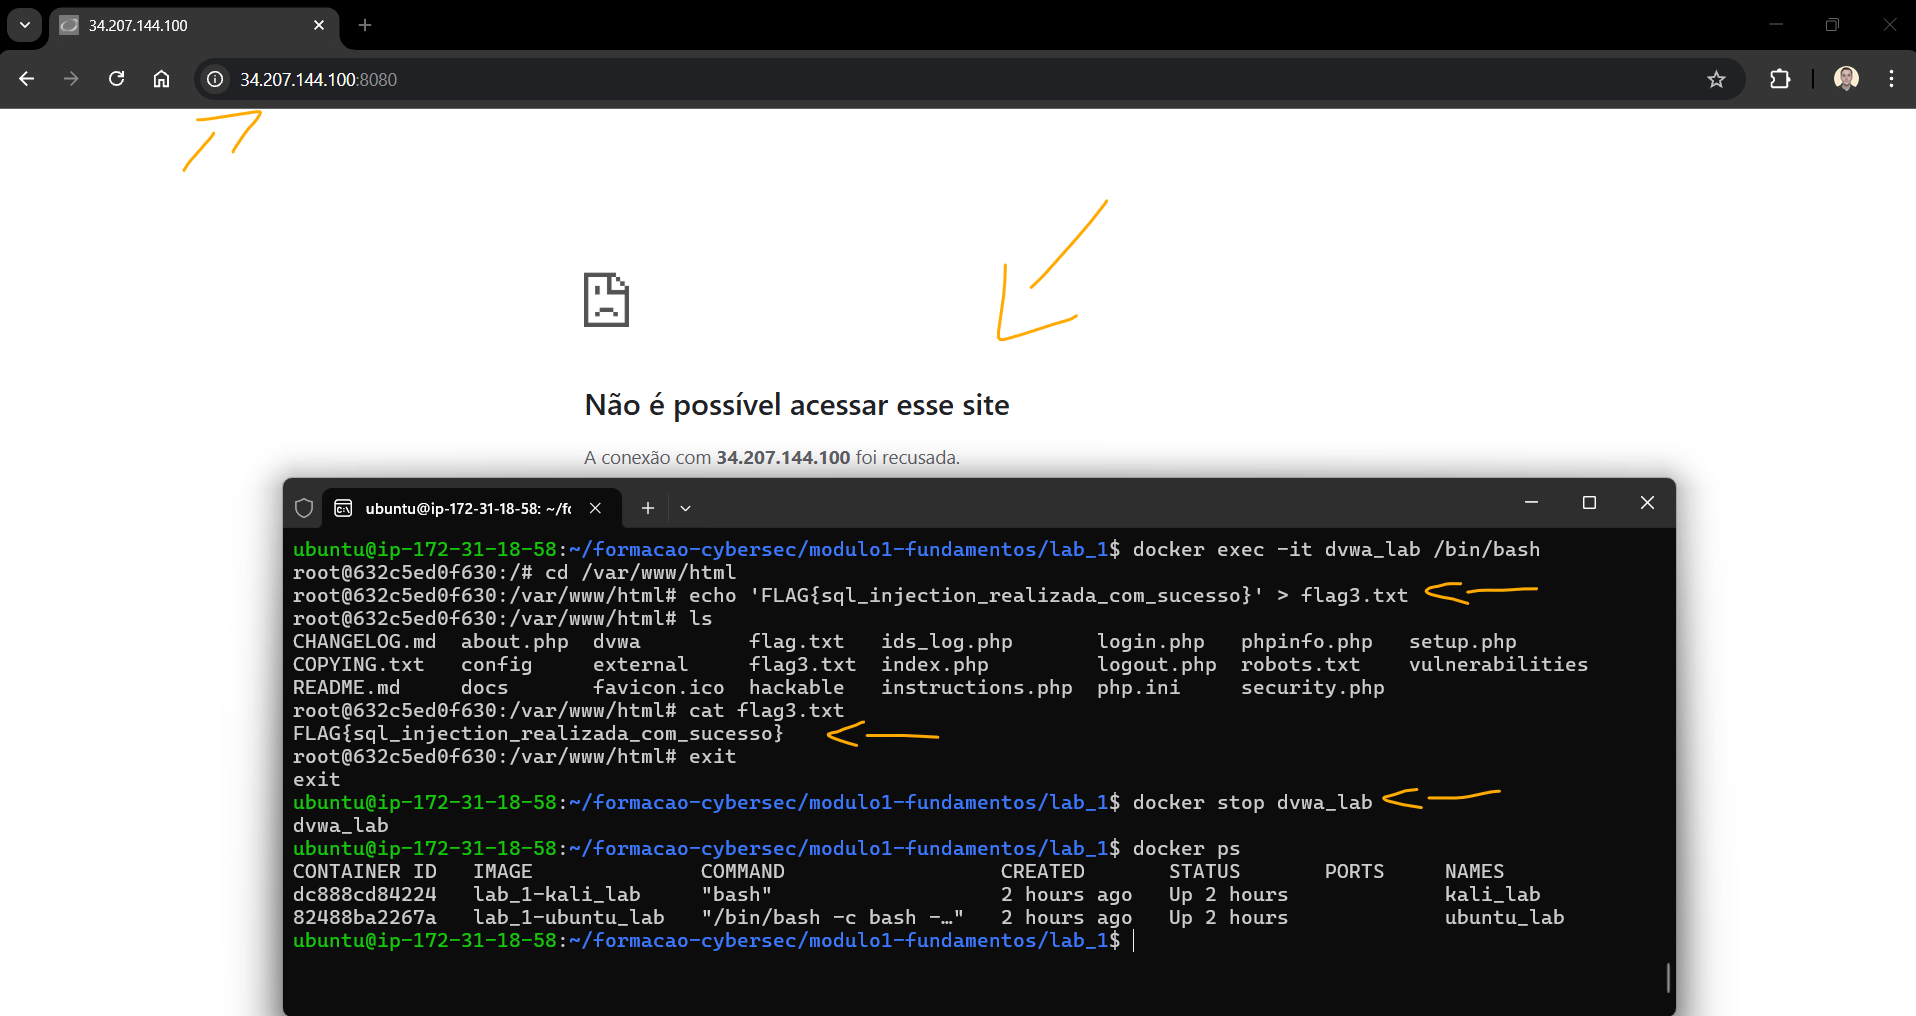 34.207.144.100
34.207.144.100:8080
Não é possível acessar esse site
A conexão com 34.207.144.100 foi recusada.
ubuntu@ip-172-31-18-58: ~/fo
ubuntu@ip-172-31-18-58:~/formacao-cybersec/modulo1-fundamentos/lab_1$ docker exec -it dvwa_lab /bin/bash
root@632c5ed0f630:/# cd /var/www/html
root@632c5ed0f630:/var/www/html# echo 'FLAG{sql_injection_realizada_com_sucesso}' > flag3.txt
root@632c5ed0f630:/var/www/html# ls
CHANGELOG.md about.php dvwa flag.txt ids_log.php login.php phpinfo.php setup.php
COPYING.txt config external flag3.txt index.php logout.php robots.txt vulnerabilities
README.md docs favicon.ico hackable instructions.php php.ini security.php
root@632c5ed0f630:/var/www/html# cat flag3.txt
FLAG{sql_injection_realizada_com_sucesso}
root@632c5ed0f630:/var/www/html# exit
exit
ubuntu@ip-172-31-18-58:~/formacao-cybersec/modulo1-fundamentos/lab_1$ docker stop dvwa_lab
dvwa_lab
ubuntu@ip-172-31-18-58:~/formacao-cybersec/modulo1-fundamentos/lab_1$ docker ps
CONTAINER ID IMAGE COMMAND CREATED STATUS PORTS NAMES
dc888cd84224 lab_1-kali_lab "bash" 2 hours ago Up 2 hours kali_lab
82488ba2267a lab_1-ubuntu_lab "/bin/bash -c bash -…" 2 hours ago Up 2 hours ubuntu_lab
ubuntu@ip-172-31-18-58:~/formacao-cybersec/modulo1-fundamentos/lab_1$